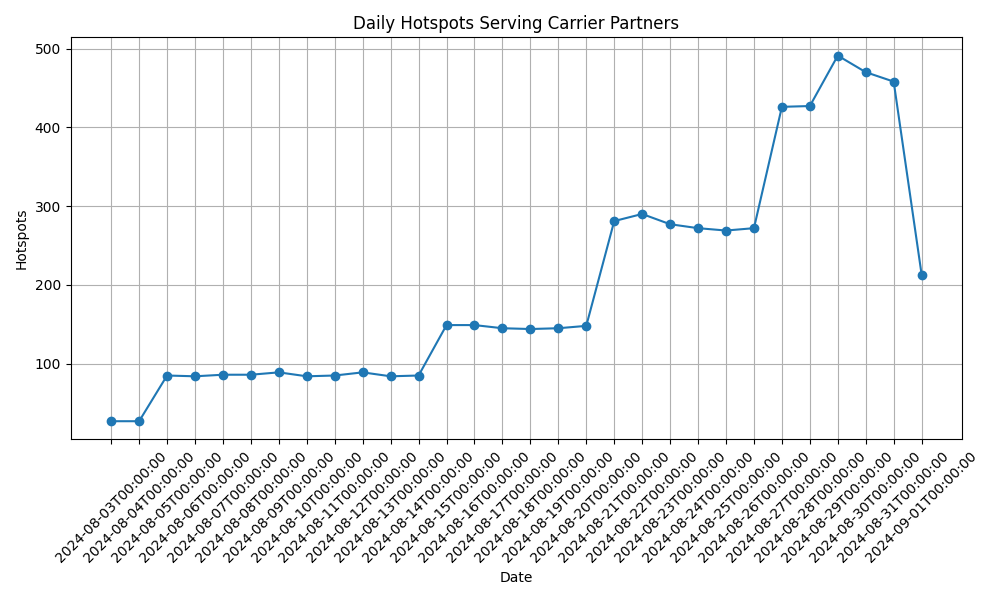 Daily Hotspots Serving Carrier Partners
500
400
300
200
100
Hotspots
2024-08-03T00:00:00
2024-08-04T00:00:00
2024-08-05T00:00:00
2024-08-06T00:00:00
2024-08-07T00:00:00
2024-08-08T00:00:00
2024-08-09T00:00:00
2024-08-10T00:00:00
2024-08-11T00:00:00
2024-08-12T00:00:00
2024-08-13T00:00:00
2024-08-14T00:00:00
2024-08-15T00:00:00
2024-08-16T00:00:00
2024-08-17T00:00:00
2024-08-18T00:00:00
2024-08-19T00:00:00
2024-08-20T00:00:00
2024-08-21T00:00:00
2024-08-22T00:00:00
2024-08-23T00:00:00
2024-08-24T00:00:00
2024-08-25T00:00:00
2024-08-26T00:00:00
2024-08-27T00:00:00
2024-08-28T00:00:00
2024-08-29T00:00:00
2024-08-30T00:00:00
2024-08-31T00:00:00
2024-09-01T00:00:00
Date